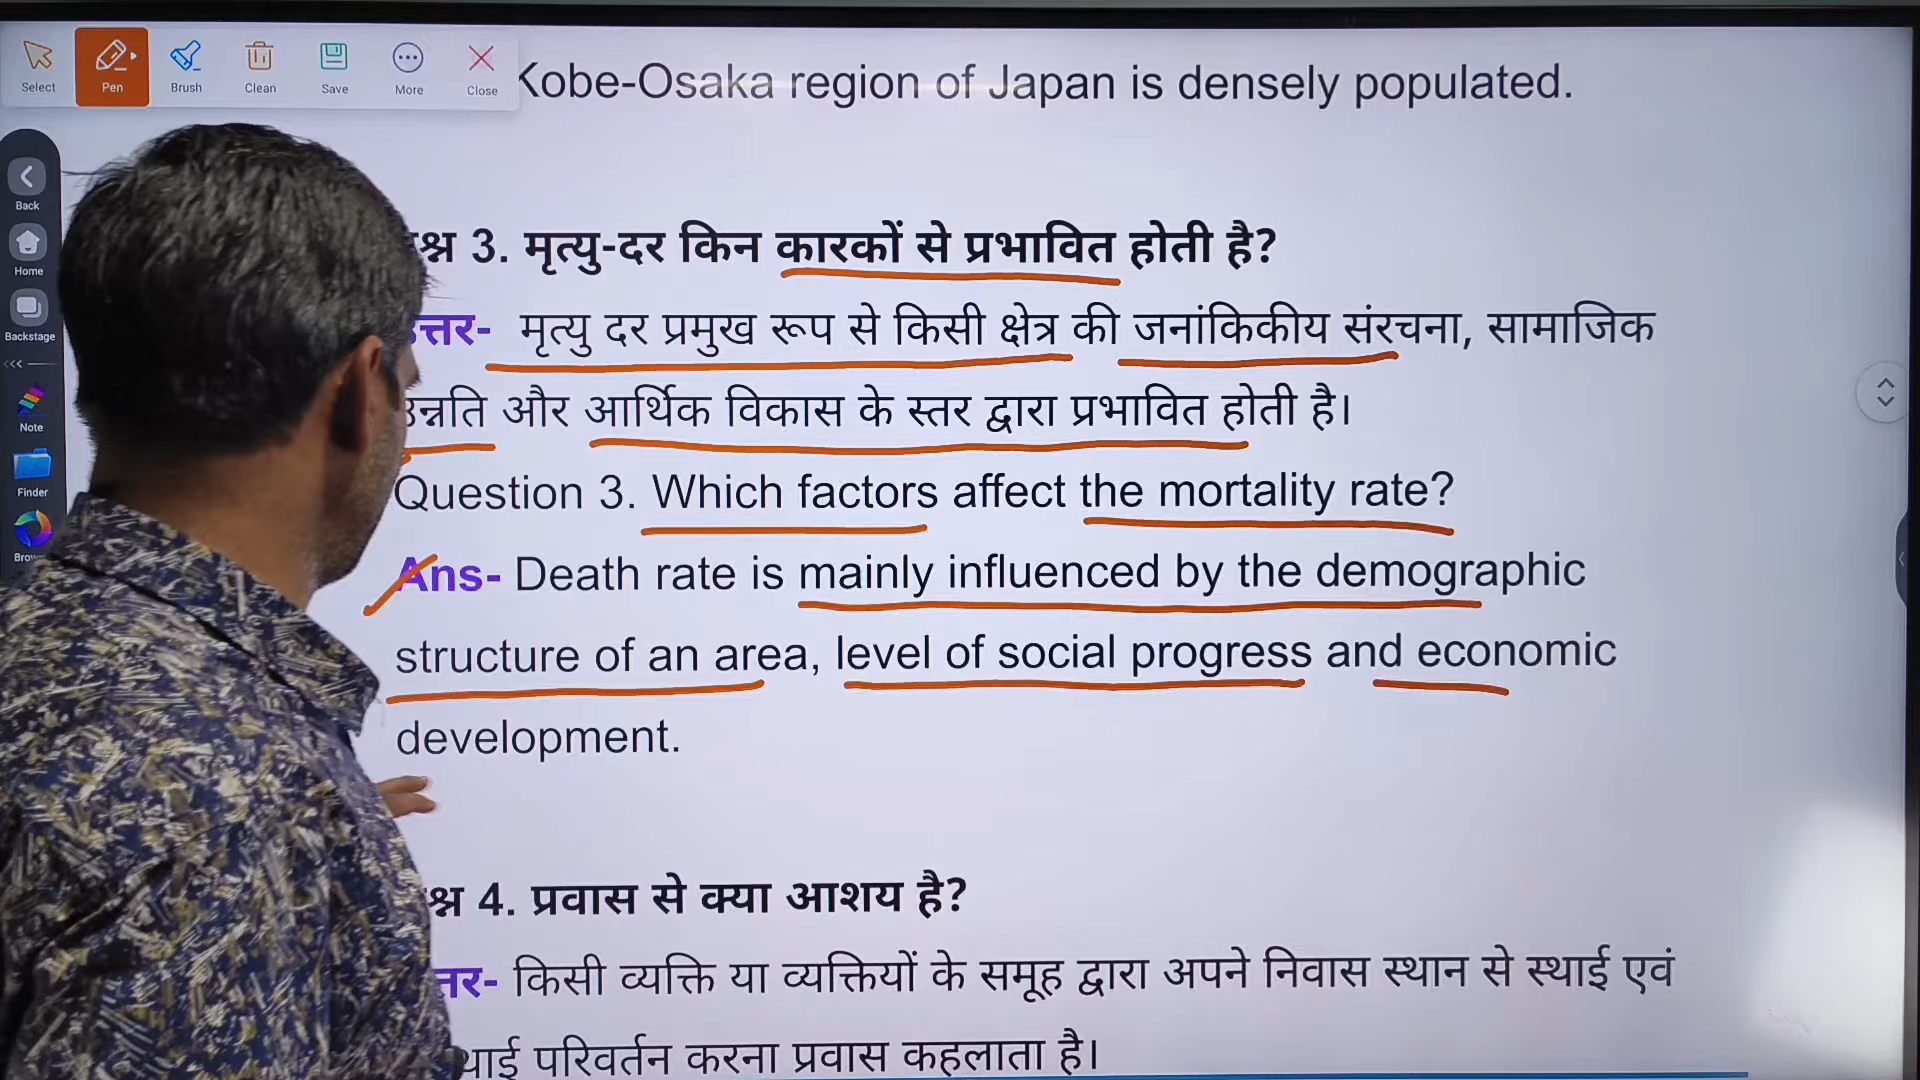 Select Pen Brush Clean Save More Close
Kobe-Osaka region of Japan is densely populated.
Back
Home
Backstage
Note
Finder
3. मृत्यु-दर किन कारकों से प्रभावित होती है?
मृत्यु दर प्रमुख रूप से किसी क्षेत्र की जनांकिकीय संरचना, सामाजिक
उन्नति और आर्थिक विकास के स्तर द्वारा प्रभावित होती है।
Question 3. Which factors affect the mortality rate?
Ans- Death rate is mainly influenced by the demographic
structure of an area, level of social progress and economic
development.
4. प्रवास से क्या आशय है?
किसी व्यक्ति या व्यक्तियों के समूह द्वारा अपने निवास स्थान से स्थाई एवं
परिवर्तन करना प्रवास कहलाता है।